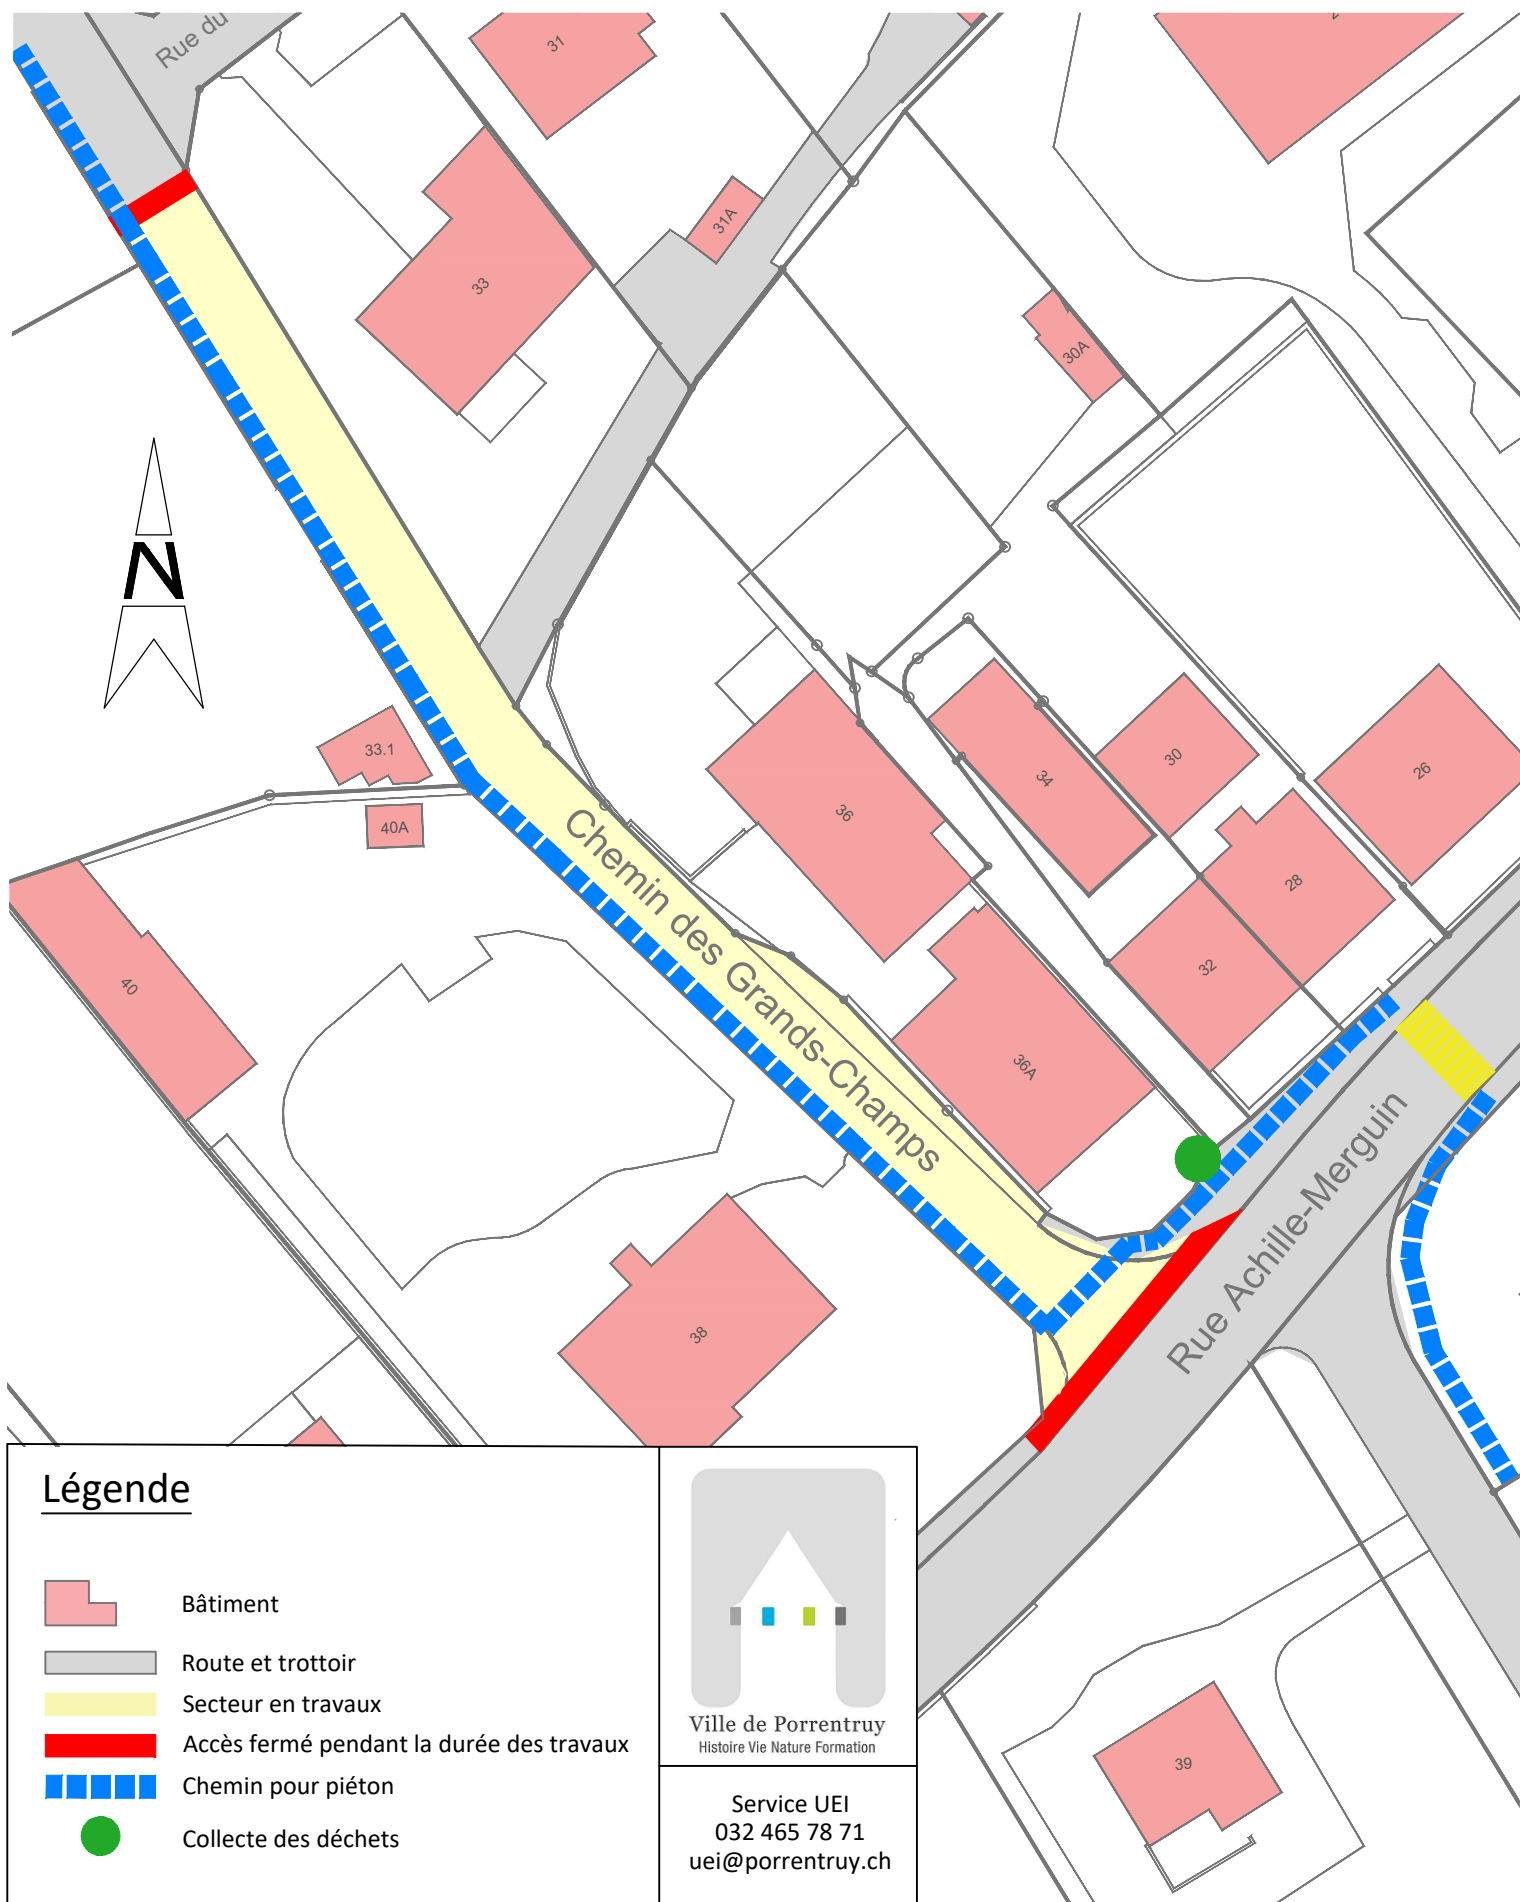 Rue du
31
31A
33
30A
33.1
40A
40
36
34
30
26
28
32
36A
38
39
Chemin des Grands-Champs
Rue Achille-Merguin
N
Légende
Bâtiment
Route et trottoir
Secteur en travaux
Accès fermé pendant la durée des travaux
Chemin pour piéton
Collecte des déchets
Ville de Porrentruy
Histoire Vie Nature Formation
Service UEI
032 465 78 71
uei@porrentruy.ch